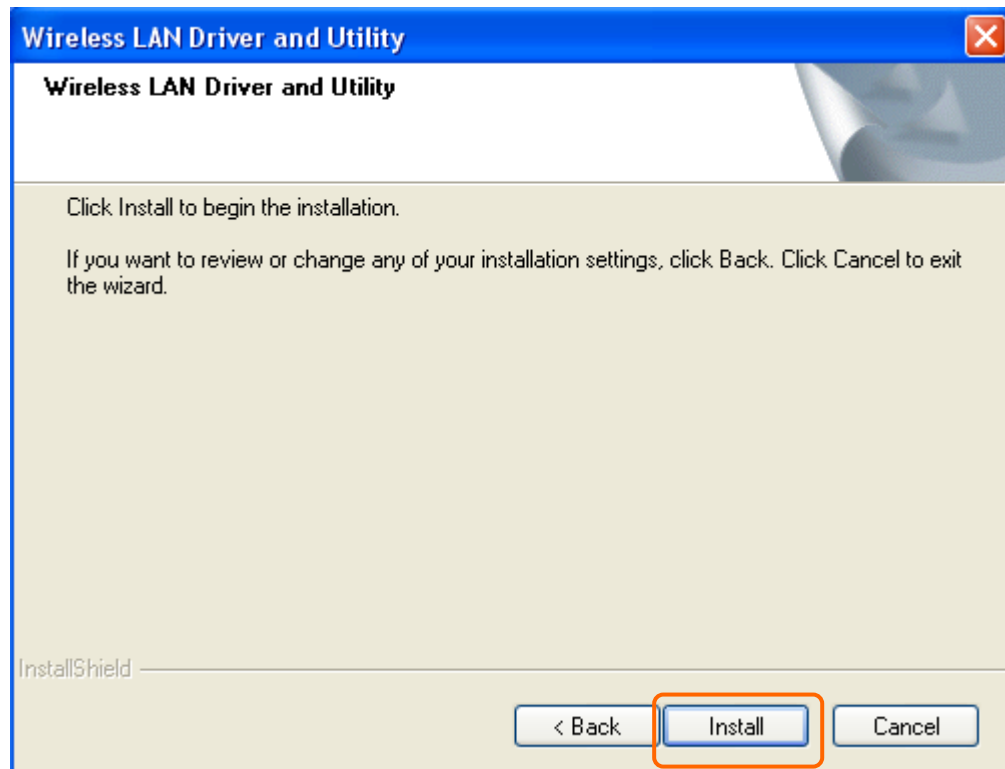 Wireless LAN Driver and Utility
Wireless LAN Driver and Utility
Click Install to begin the installation.
If you want to review or change any of your installation settings, click Back. Click Cancel to exit
the wizard.
InstallShield
< Back Install Cancel